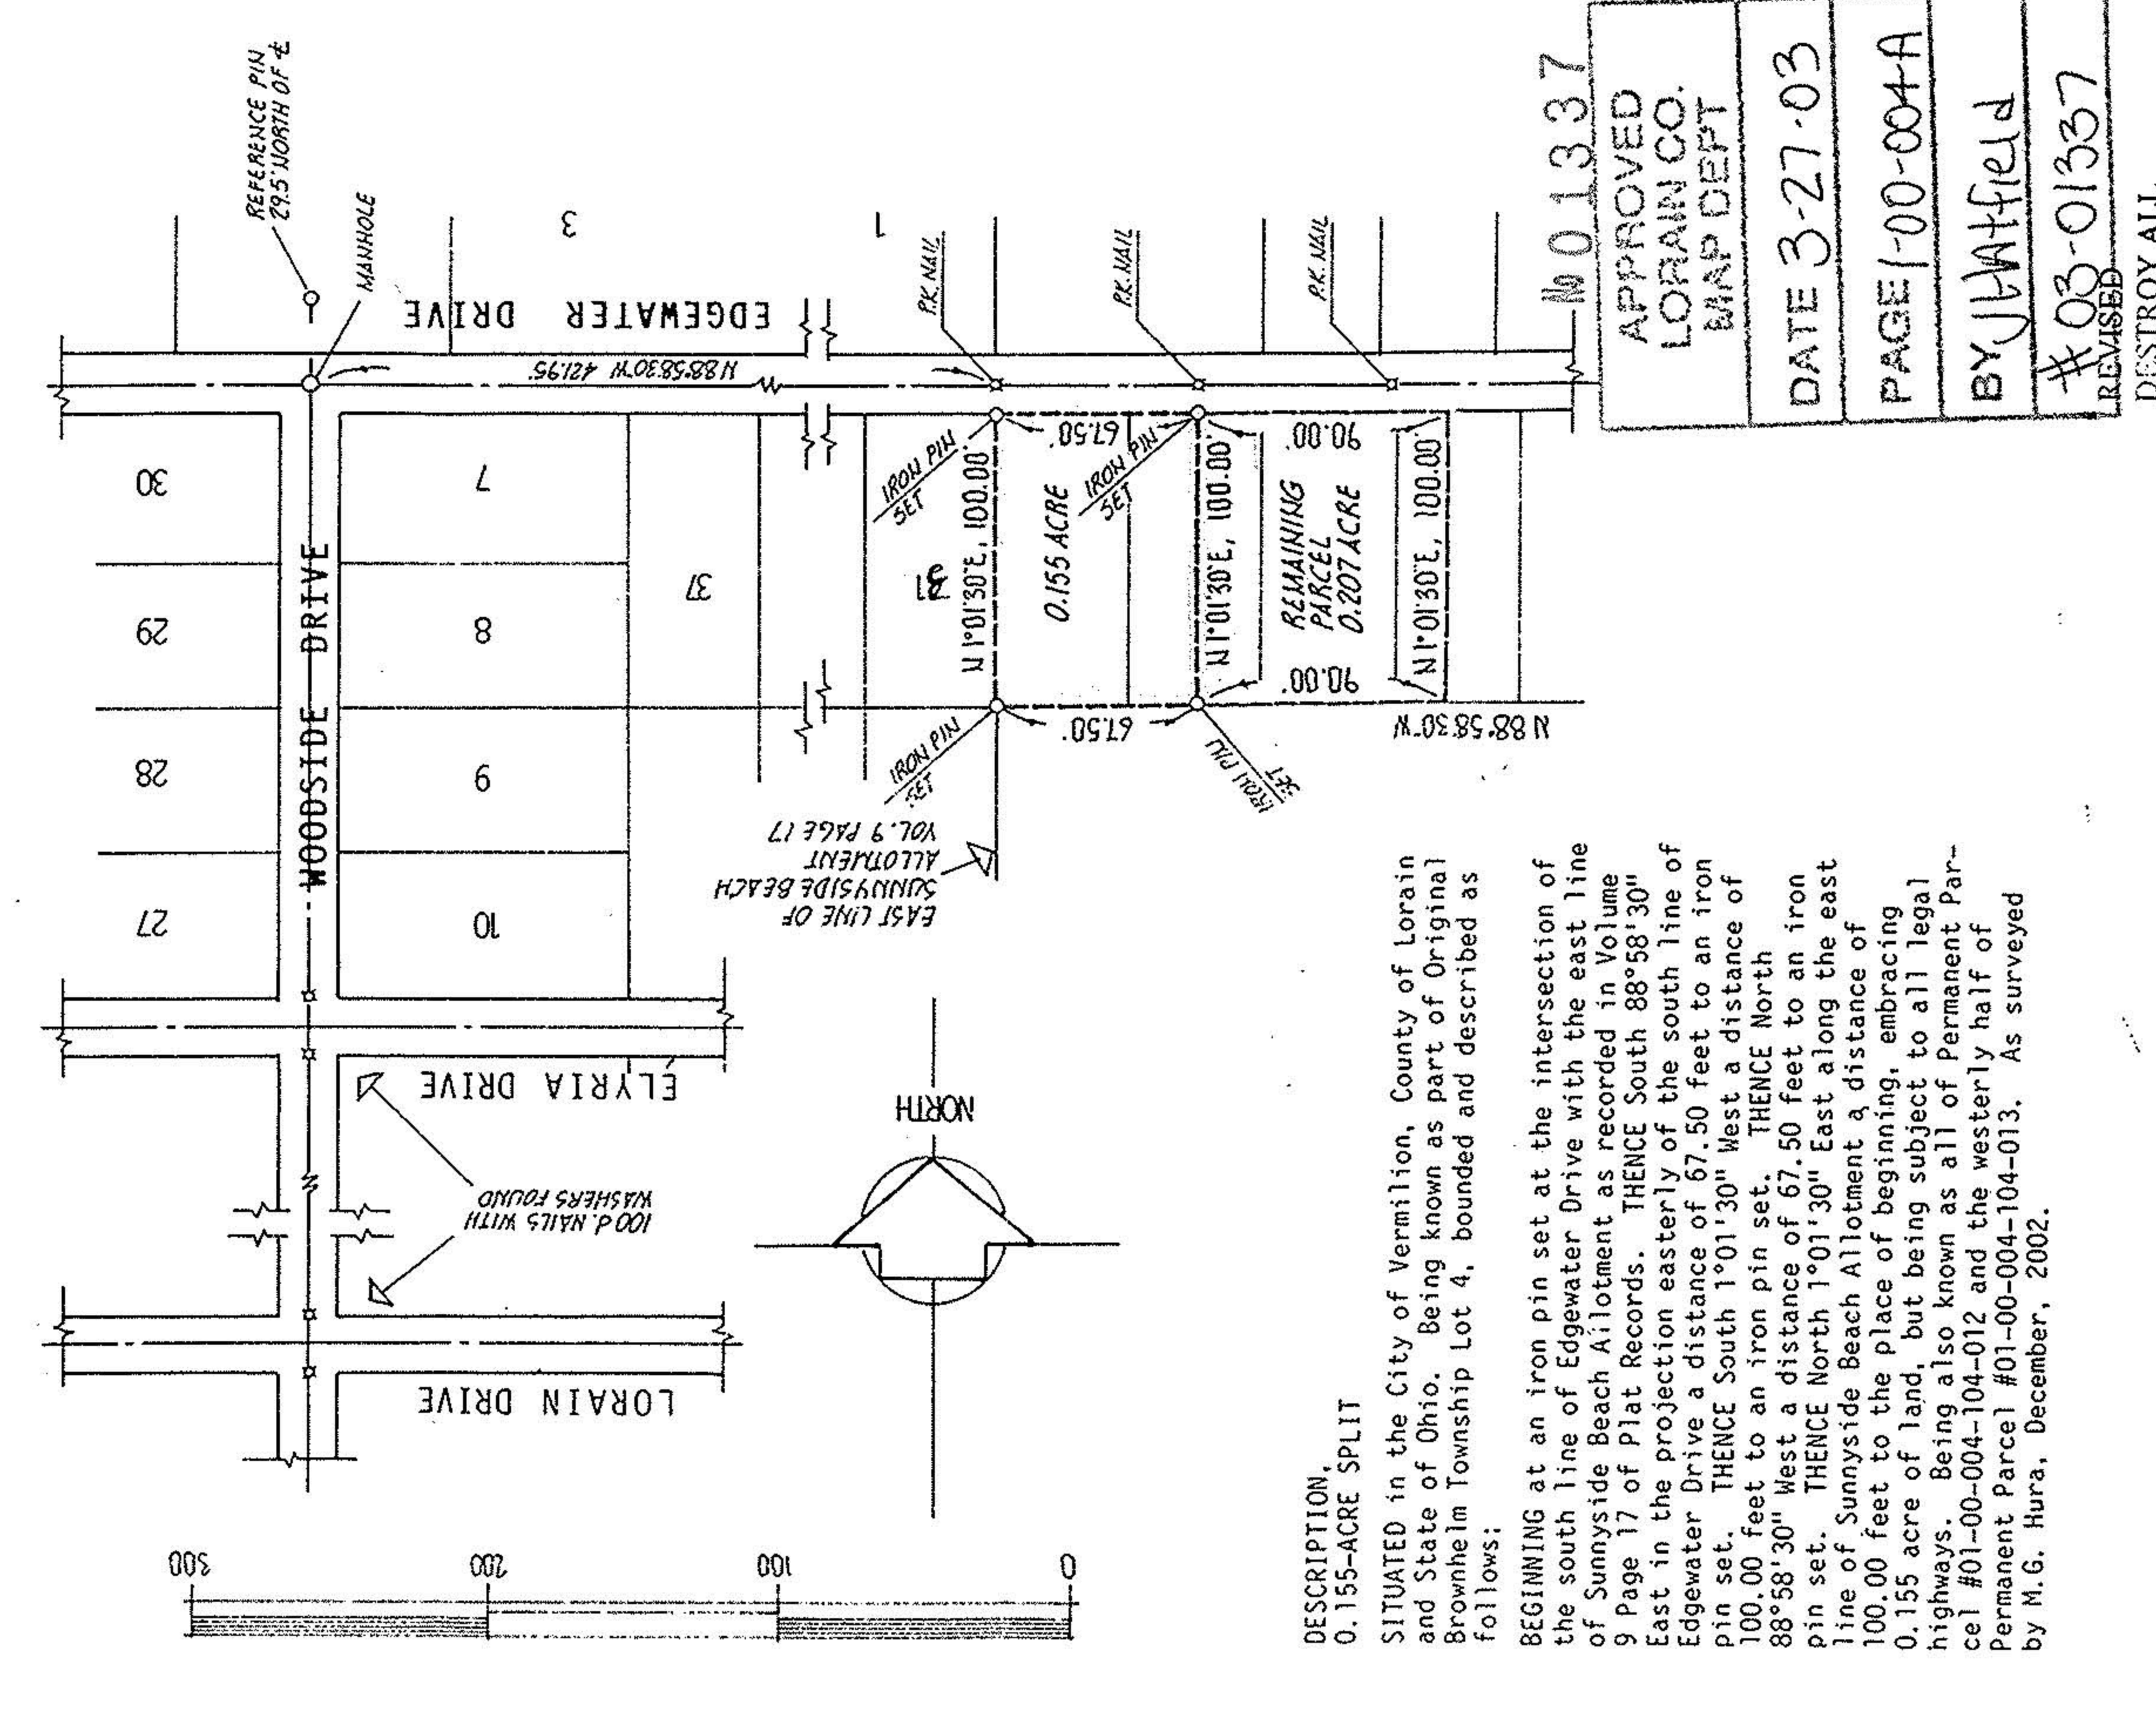 REFERENCE PIN
29.5' NORTH OF ℄
MANHOLE
3
1
EDGEWATER DRIVE
N 88°58'30"W 421.95'
P.K. NAIL
P.K. NAIL
P.K. NAIL
30
29
28
27
WOODSIDE DRIVE
7
8
9
10
37
31
IRON PIN
SET
67.50'
IRON PIN
SET
90.00'
N 1°01'30"E, 100.00'
0.155 ACRE
N 1°01'30"E, 100.00'
REMAINING
PARCEL
0.207 ACRE
N 1°01'30"E, 100.00'
IRON PIN
SET
67.50'
90.00'
IRON PIN
SET
N 88°58'30"W
EAST LINE OF
SUNNYSIDE BEACH
ALLOTMENT
VOL. 9 PAGE 17
ELYRIA DRIVE
100 d. NAILS WITH
WASHERS FOUND
LORAIN DRIVE
NORTH
300
200
100
0
No 01337
APPROVED
LORAIN CO.
MAP DEPT
DATE 3-27-03
PAGE 1-00-004-A
BY JLHatfield
#03-01337
REVISED
DESTROY ALL
DESCRIPTION,
0.155-ACRE SPLIT
SITUATED in the City of Vermilion, County of Lorain
and State of Ohio. Being known as part of Original
Brownhelm Township Lot 4, bounded and described as
follows:
BEGINNING at an iron pin set at the intersection of
the south line of Edgewater Drive with the east line
of Sunnyside Beach Allotment as recorded in Volume
9 Page 17 of Plat Records. THENCE South 88°58'30"
East in the projection easterly of the south line of
Edgewater Drive a distance of 67.50 feet to an iron
pin set. THENCE South 1°01'30" West a distance of
100.00 feet to an iron pin set. THENCE North
88°58'30" West a distance of 67.50 feet to an iron
pin set. THENCE North 1°01'30" East along the east
line of Sunnyside Beach Allotment a distance of
100.00 feet to the place of beginning, embracing
0.155 acre of land, but being subject to all legal
highways. Being also known as all of Permanent Par-
cel #01-00-004-104-012 and the westerly half of
Permanent Parcel #01-00-004-104-013. As surveyed
by M.G. Hura, December, 2002.